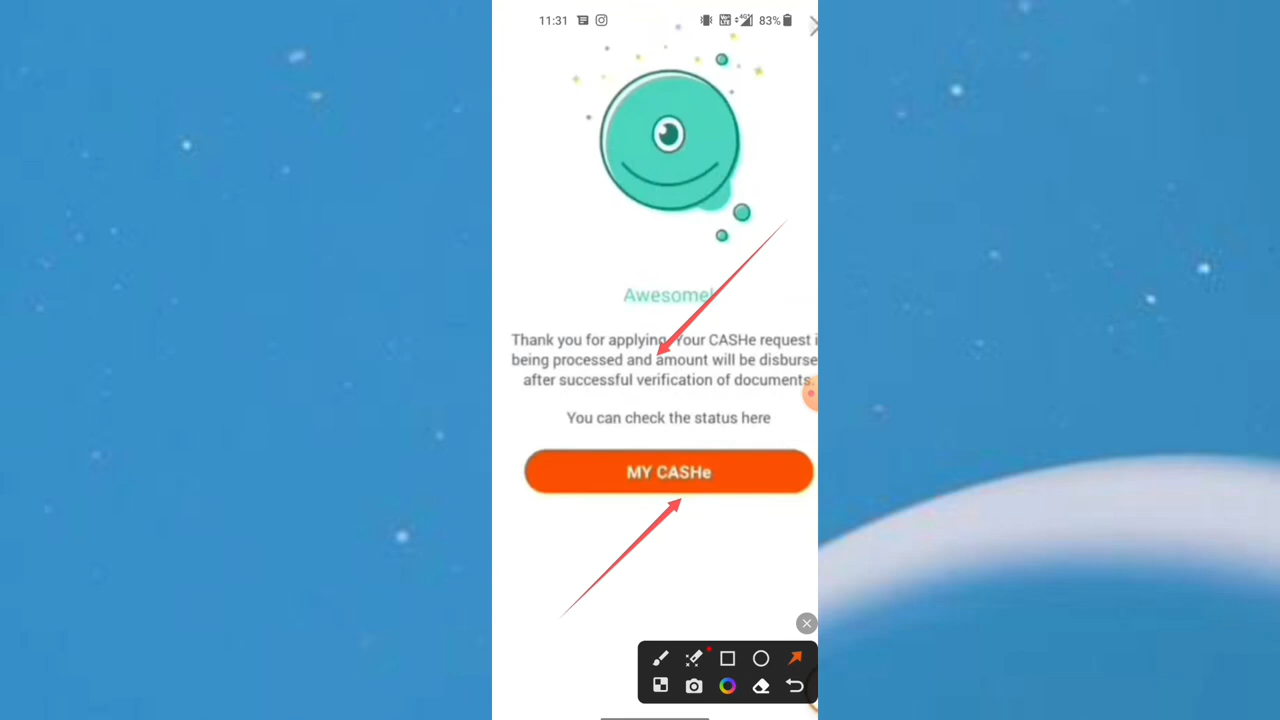 11:31
83%
Awesome!
Thank you for applying. Your CASHe request i
being processed and amount will be disburse
after successful verification of documents.
You can check the status here
MY CASHe